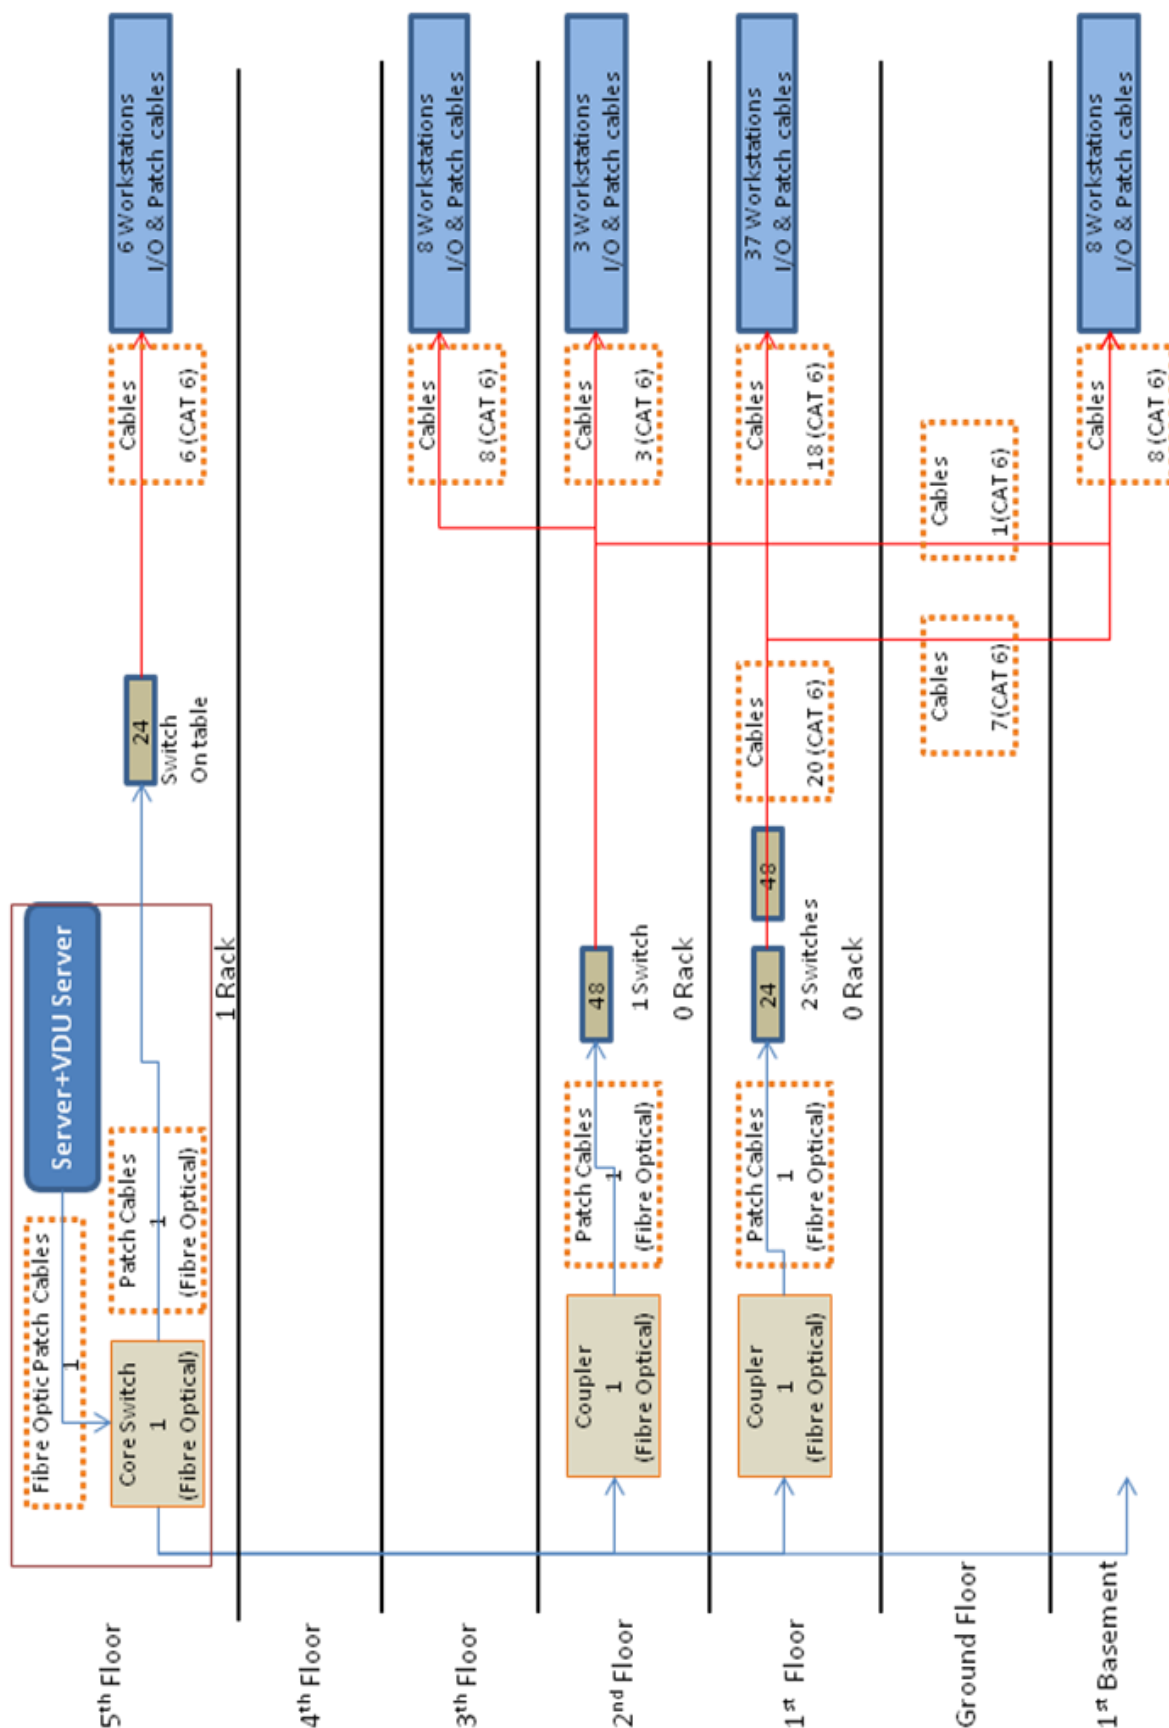 5th Floor
Fibre Optic Patch Cables
1
Server+VDU Server
Core Switch
1
(Fibre Optical)
Patch Cables
1
(Fibre Optical)
1 Rack
24
Switch
On table
Cables
6 (CAT 6)
6 Workstations
I/O & Patch cables
4th Floor
3rd Floor
Cables
8 (CAT 6)
8 Workstations
I/O & Patch cables
2nd Floor
Coupler
1
(Fibre Optical)
Patch Cables
1
(Fibre Optical)
48
1 Switch
0 Rack
Cables
3 (CAT 6)
3 Workstations
I/O & Patch cables
1st Floor
Coupler
1
(Fibre Optical)
Patch Cables
1
(Fibre Optical)
24
48
2 Switches
0 Rack
Cables
20 (CAT 6)
Cables
18 (CAT 6)
37 Workstations
I/O & Patch cables
Ground Floor
Cables
7(CAT 6)
Cables
1(CAT 6)
1st Basement
Cables
8 (CAT 6)
8 Workstations
I/O & Patch cables